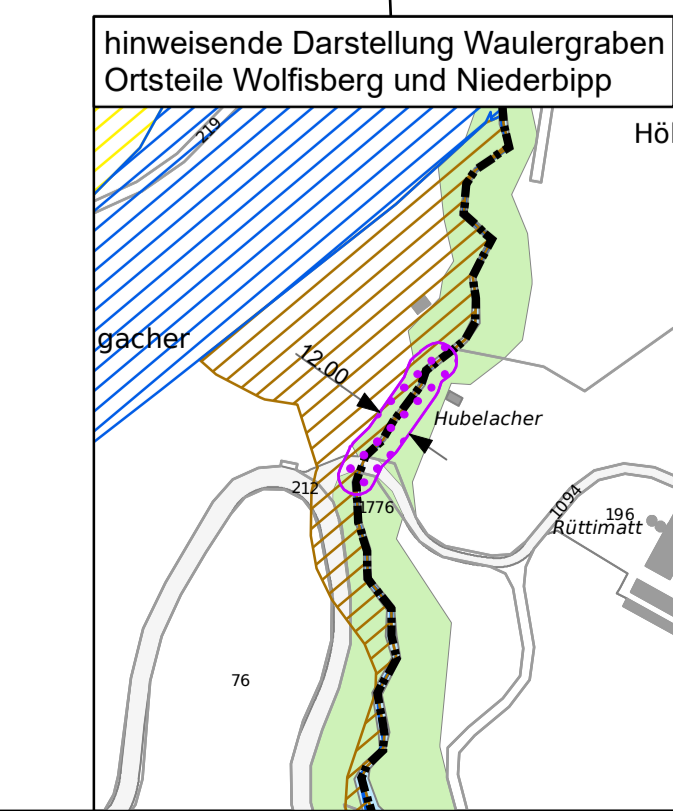 hinweisende Darstellung Waulergraben
Ortsteile Wolfisberg und Niederbipp
219
Höl
gacher
12.00
Hubelacher
212
1776
1094
196
Rüttimatt
76